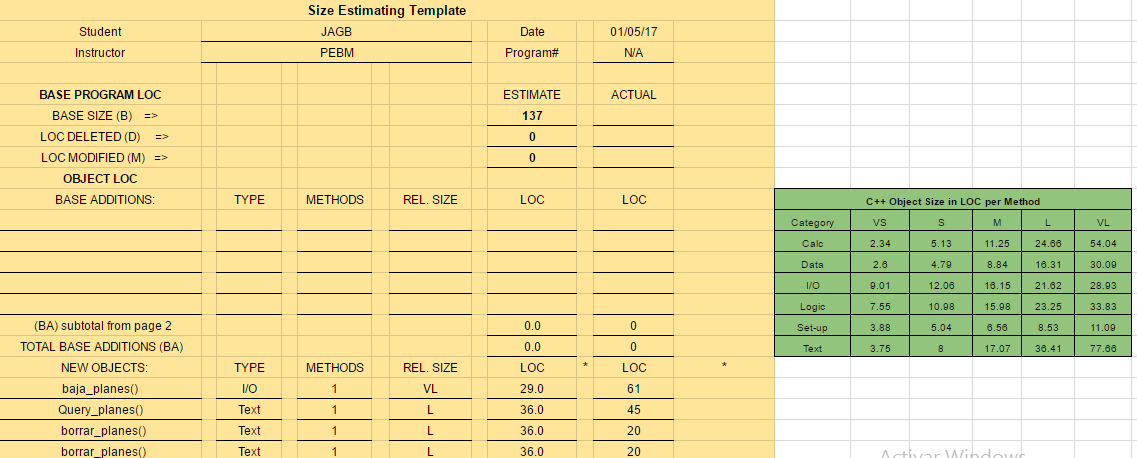 Size Estimating Template
Student JAGB Date 01/05/17
Instructor PEBM Program# N/A
BASE PROGRAM LOC ESTIMATE ACTUAL
BASE SIZE (B) => 137
LOC DELETED (D) => 0
LOC MODIFIED (M) => 0
OBJECT LOC
BASE ADDITIONS: TYPE METHODS REL. SIZE LOC LOC
C++ Object Size in LOC per Method
Category VS S M L VL
Calc 2.34 5.13 11.25 24.66 54.04
Data 2.6 4.79 8.84 16.31 30.09
I/O 9.01 12.06 16.15 21.62 28.93
Logic 7.55 10.98 15.98 23.25 33.83
Set-up 3.88 5.04 6.56 8.53 11.09
Text 3.75 8 17.07 36.41 77.66
(BA) subtotal from page 2 0.0 0
TOTAL BASE ADDITIONS (BA) 0.0 0
NEW OBJECTS: TYPE METHODS REL. SIZE LOC * LOC *
baja_planes() I/O 1 VL 29.0 61
Query_planes() Text 1 L 36.0 45
borrar_planes() Text 1 L 36.0 20
borrar_planes() Text 1 L 36.0 20
Activar Windows